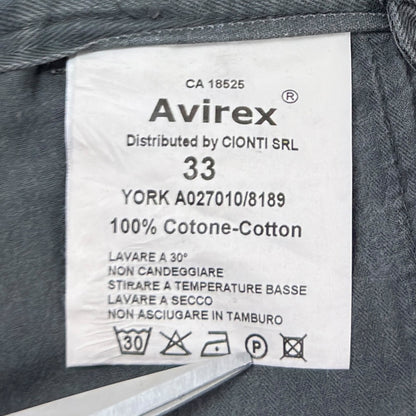 CA 18525
Avirex®
Distributed by CIONTI SRL
33
YORK A027010/8189
100% Cotone-Cotton
LAVARE A 30°
NON CANDEGGIARE
STIRARE A TEMPERATURE BASSE
LAVARE A SECCO
NON ASCIUGARE IN TAMBURO
30 P